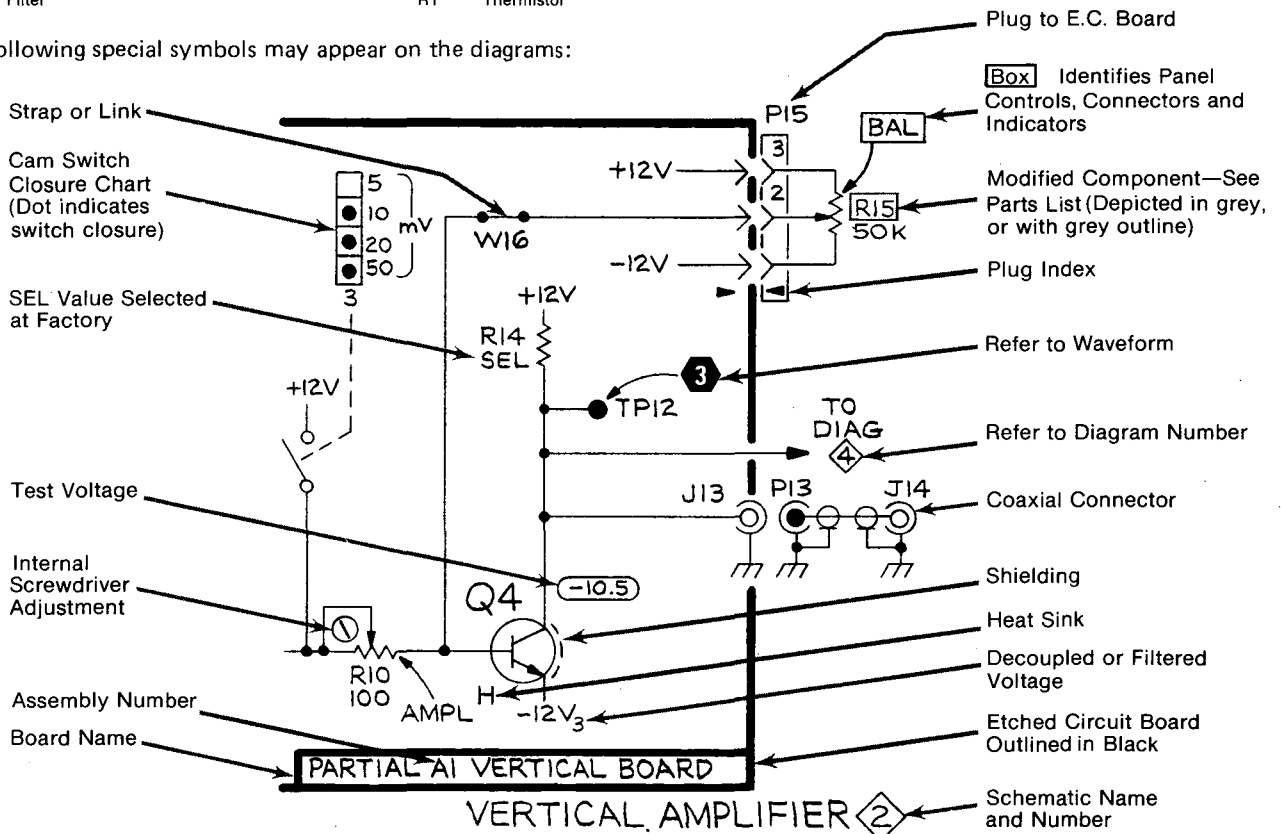 Filter
RT Thermistor
ollowing special symbols may appear on the diagrams:
Strap or Link
Cam Switch
Closure Chart
(Dot indicates
switch closure)
SEL Value Selected
at Factory
Test Voltage
Internal
Screwdriver
Adjustment
Assembly Number
Board Name
5
10
20
50
mV
3
+12V
W16
+12V
R14
SEL
TP12
3
Q4
-10.5
R10
100
AMPL
H
-12V3
+12V
-12V
P15
3
2
BAL
R15
50K
TO
DIAG
4
J13
P13
J14
PARTIAL A1 VERTICAL BOARD
VERTICAL AMPLIFIER 2
Plug to E.C. Board
Box Identifies Panel
Controls, Connectors and
Indicators
Modified Component—See
Parts List (Depicted in grey,
or with grey outline)
Plug Index
Refer to Waveform
Refer to Diagram Number
Coaxial Connector
Shielding
Heat Sink
Decoupled or Filtered
Voltage
Etched Circuit Board
Outlined in Black
Schematic Name
and Number